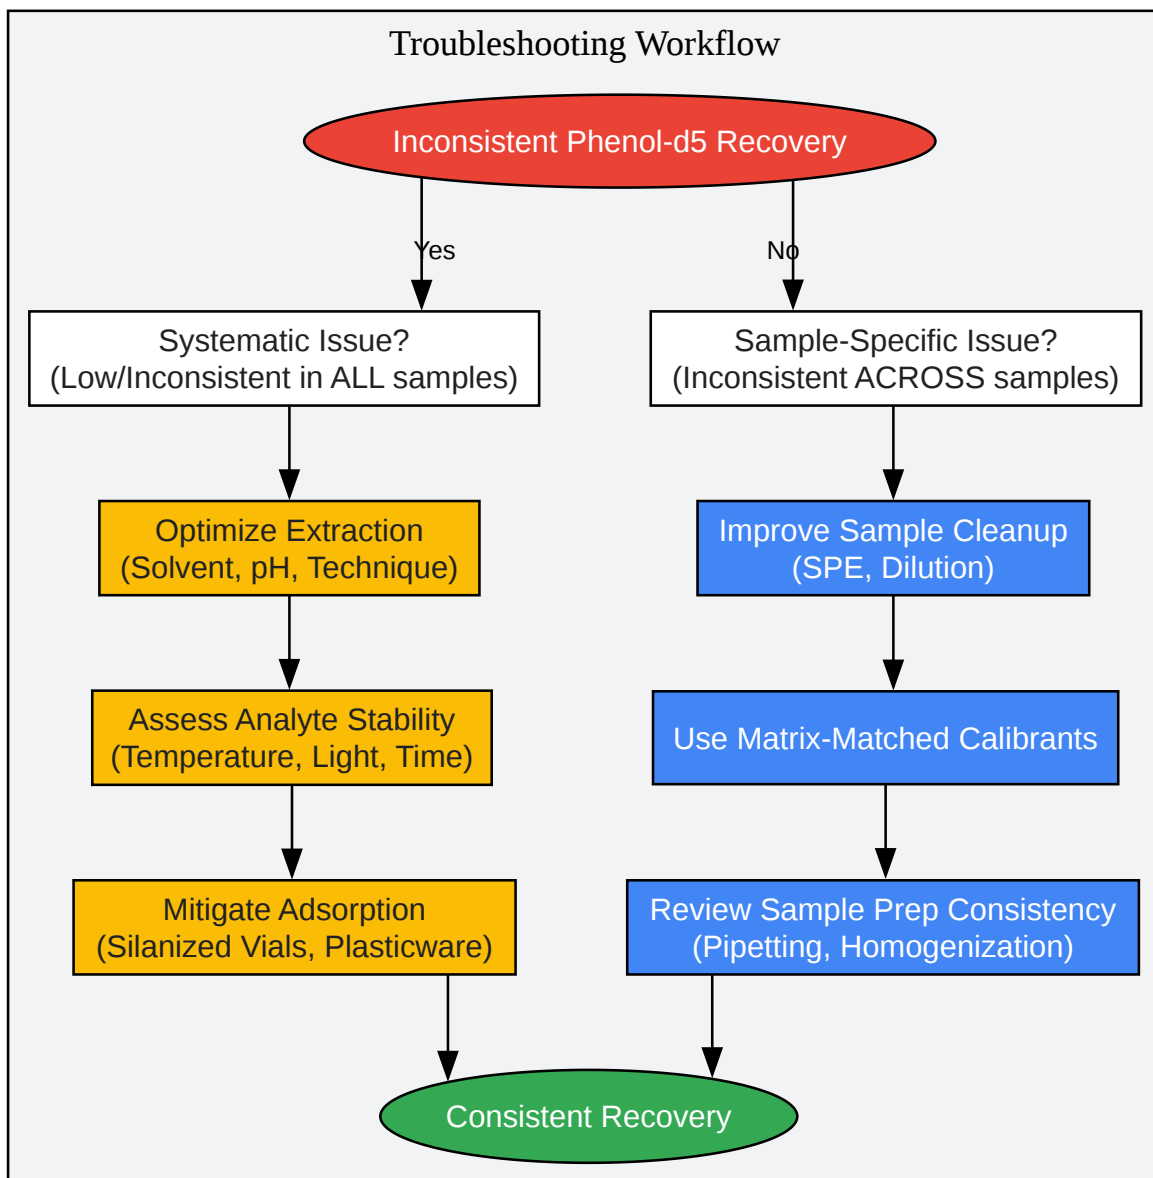 Troubleshooting Workflow
Inconsistent Phenol-d5 Recovery
Yes
No
Systematic Issue?
(Low/Inconsistent in ALL samples)
Sample-Specific Issue?
(Inconsistent ACROSS samples)
Optimize Extraction
(Solvent, pH, Technique)
Improve Sample Cleanup
(SPE, Dilution)
Assess Analyte Stability
(Temperature, Light, Time)
Use Matrix-Matched Calibrants
Mitigate Adsorption
(Silanized Vials, Plasticware)
Review Sample Prep Consistency
(Pipetting, Homogenization)
Consistent Recovery